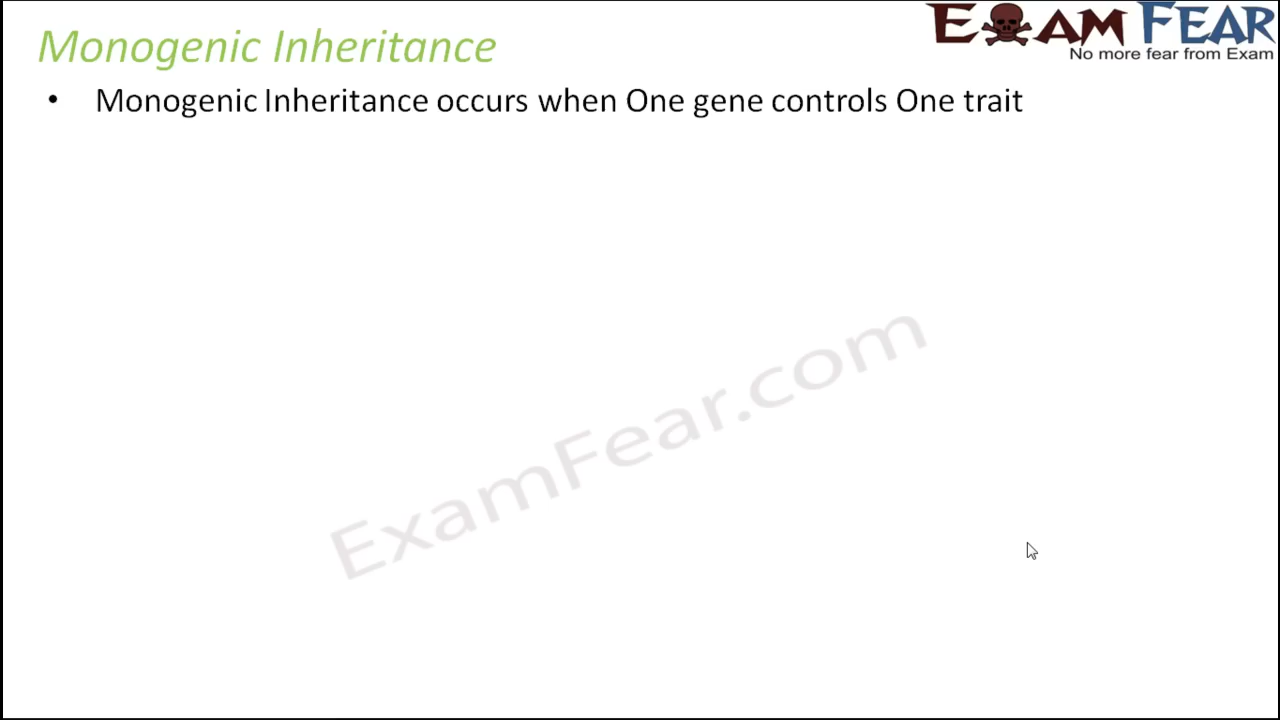 Monogenic Inheritance
EXAM FEAR
No more fear from Exam
• Monogenic Inheritance occurs when One gene controls One trait
ExamFear.com